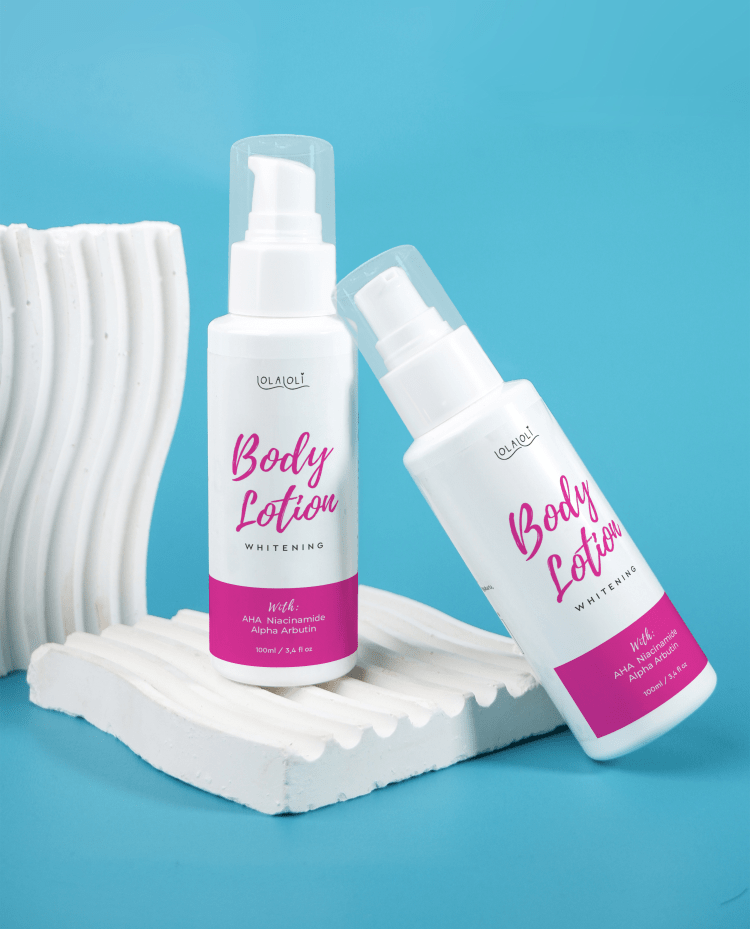 LOLALOLI
Body
Lotion
WHITENING
With:
AHA Niacinamide
Alpha Arbutin
100ml / 3,4 fl oz
LOLALOLI
Body
Lotion
WHITENING
With:
AHA Niacinamide
Alpha Arbutin
100ml / 3,4 fl oz